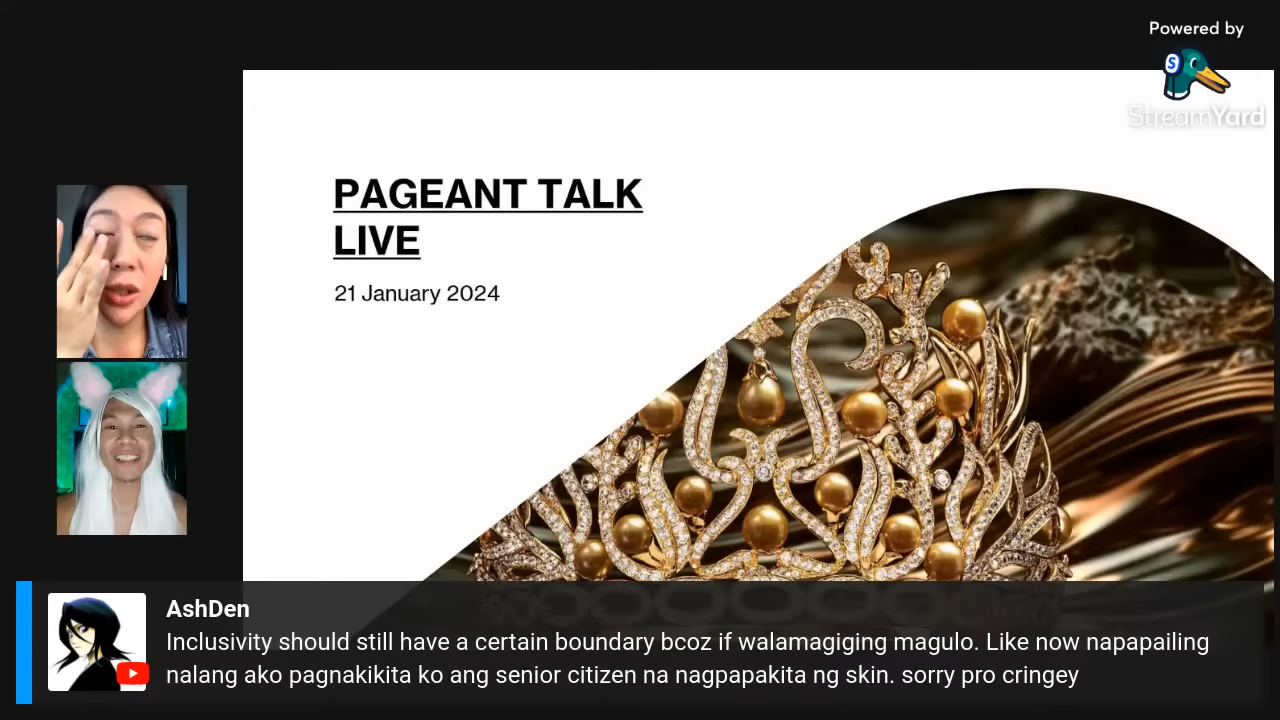 Powered by
StreamYard
PAGEANT TALK
LIVE
21 January 2024
AshDen
Inclusivity should still have a certain boundary bcoz if walamagiging magulo. Like now napapailing
nalang ako pagnakikita ko ang senior citizen na nagpapakita ng skin. sorry pro cringey